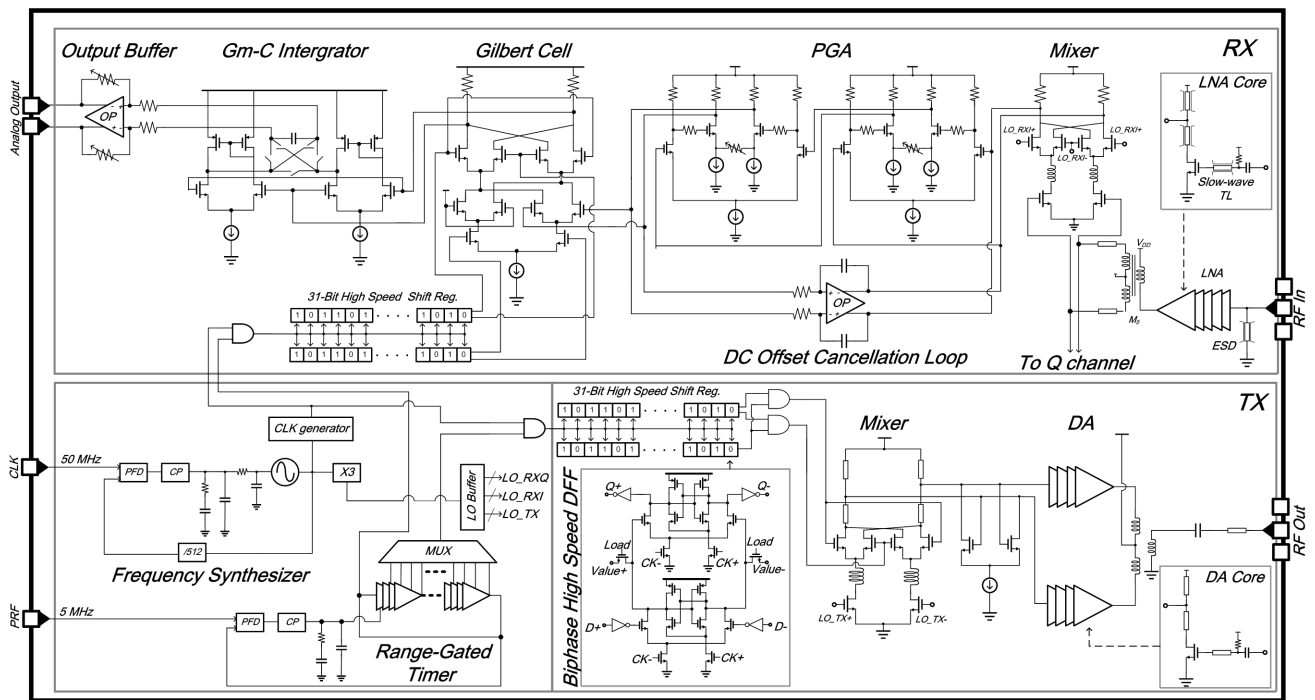 Output Buffer
Gm-C Intergrator
Gilbert Cell
PGA
Mixer
RX
LNA Core
Analog Output
OP
LO_RXI+
LO_RXI+
LO_RXI-
Slow-wave
TL
VDD
LNA
MS
ESD
RF In
OP
31-Bit High Speed Shift Reg.
1 0 1 1 0 1 . . . . 1 0 1 0
1 0 1 1 0 1 . . . . 1 0 1 0
DC Offset Cancellation Loop
To Q channel
31-Bit High Speed Shift Reg.
1 0 1 1 0 1 . . . . 1 0 1 0
1 0 1 1 0 1 . . . . 1 0 1 0
TX
Mixer
DA
CLK generator
CLK
50 MHz
PFD
CP
X3
LO Buffer
LO_RXQ
LO_RXI
LO_TX
/512
Frequency Synthesizer
MUX
PRF
5 MHz
PFD
CP
Range-Gated
Timer
Biphase High Speed DFF
Q+
Q-
Load
Value+
Load
Value-
CK-
CK+
D+
D-
CK-
CK+
LO_TX+
LO_TX-
RF Out
DA Core